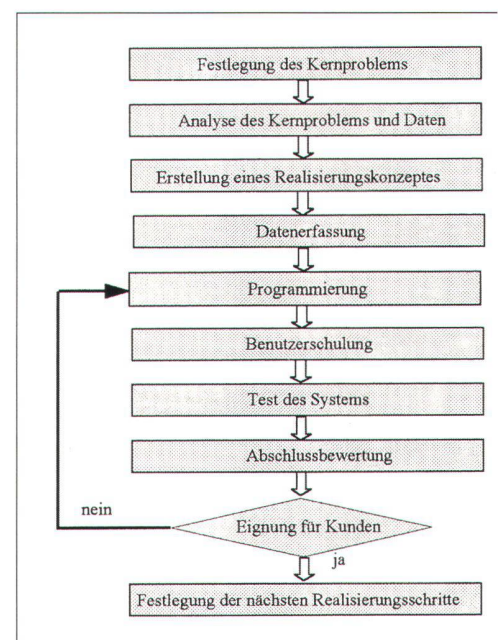 Festlegung des Kernproblems
Analyse des Kernproblems und Daten
Erstellung eines Realisierungskonzeptes
Datenerfassung
Programmierung
Benutzerschulung
Test des Systems
Abschlussbewertung
nein
Eignung für Kunden
ja
Festlegung der nächsten Realisierungsschritte